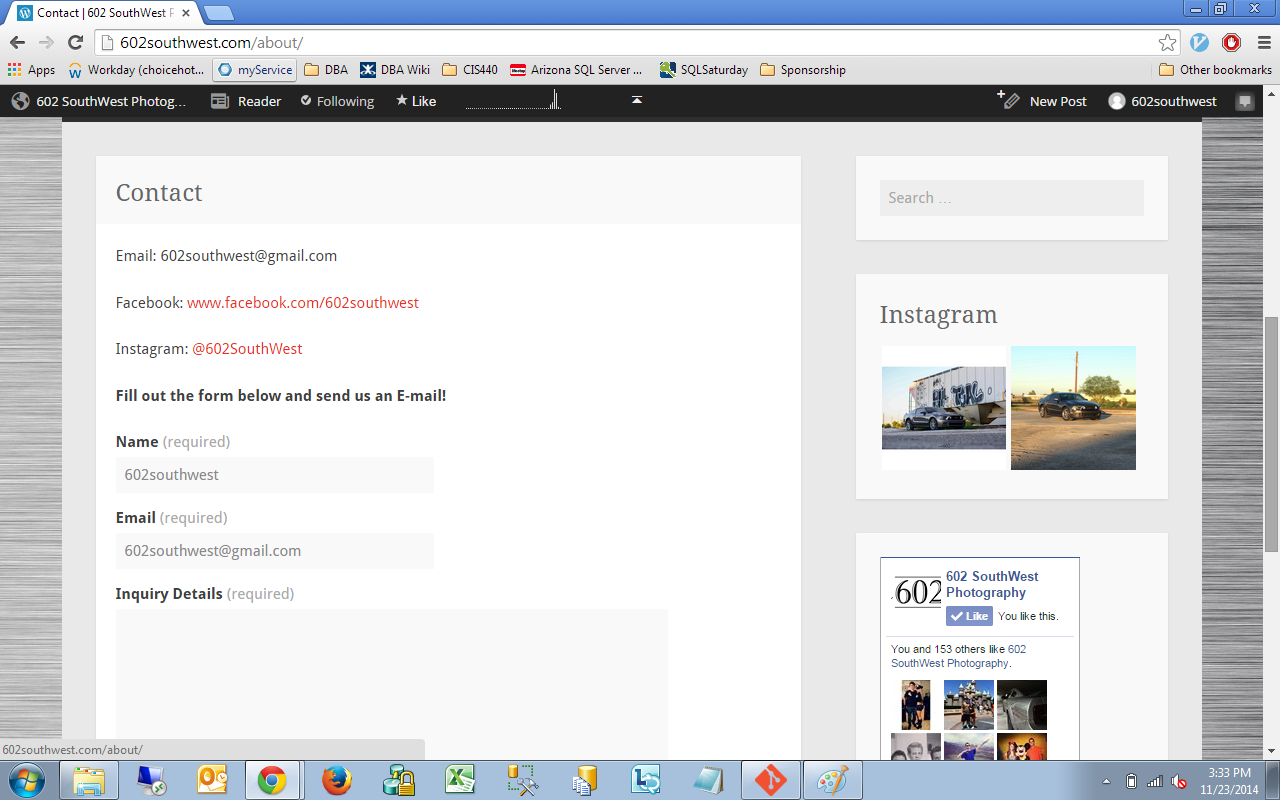 Contact | 602 SouthWest P
602southwest.com/about/
Apps
Workday (choicehot...
myService
DBA
DBA Wiki
CIS440
Arizona SQL Server ...
SQLSaturday
Sponsorship
Other bookmarks
602 SouthWest Photog...
Reader
Following
Like
New Post
602southwest
Contact
Email: 602southwest@gmail.com
Facebook: www.facebook.com/602southwest
Instagram: @602SouthWest
Fill out the form below and send us an E-mail!
Name (required)
602southwest
Email (required)
602southwest@gmail.com
Inquiry Details (required)
Search ...
Instagram
602
602 SouthWest
Photography
Like
You like this.
You and 153 others like 602
SouthWest Photography.
602southwest.com/about/
3:33 PM
11/23/2014